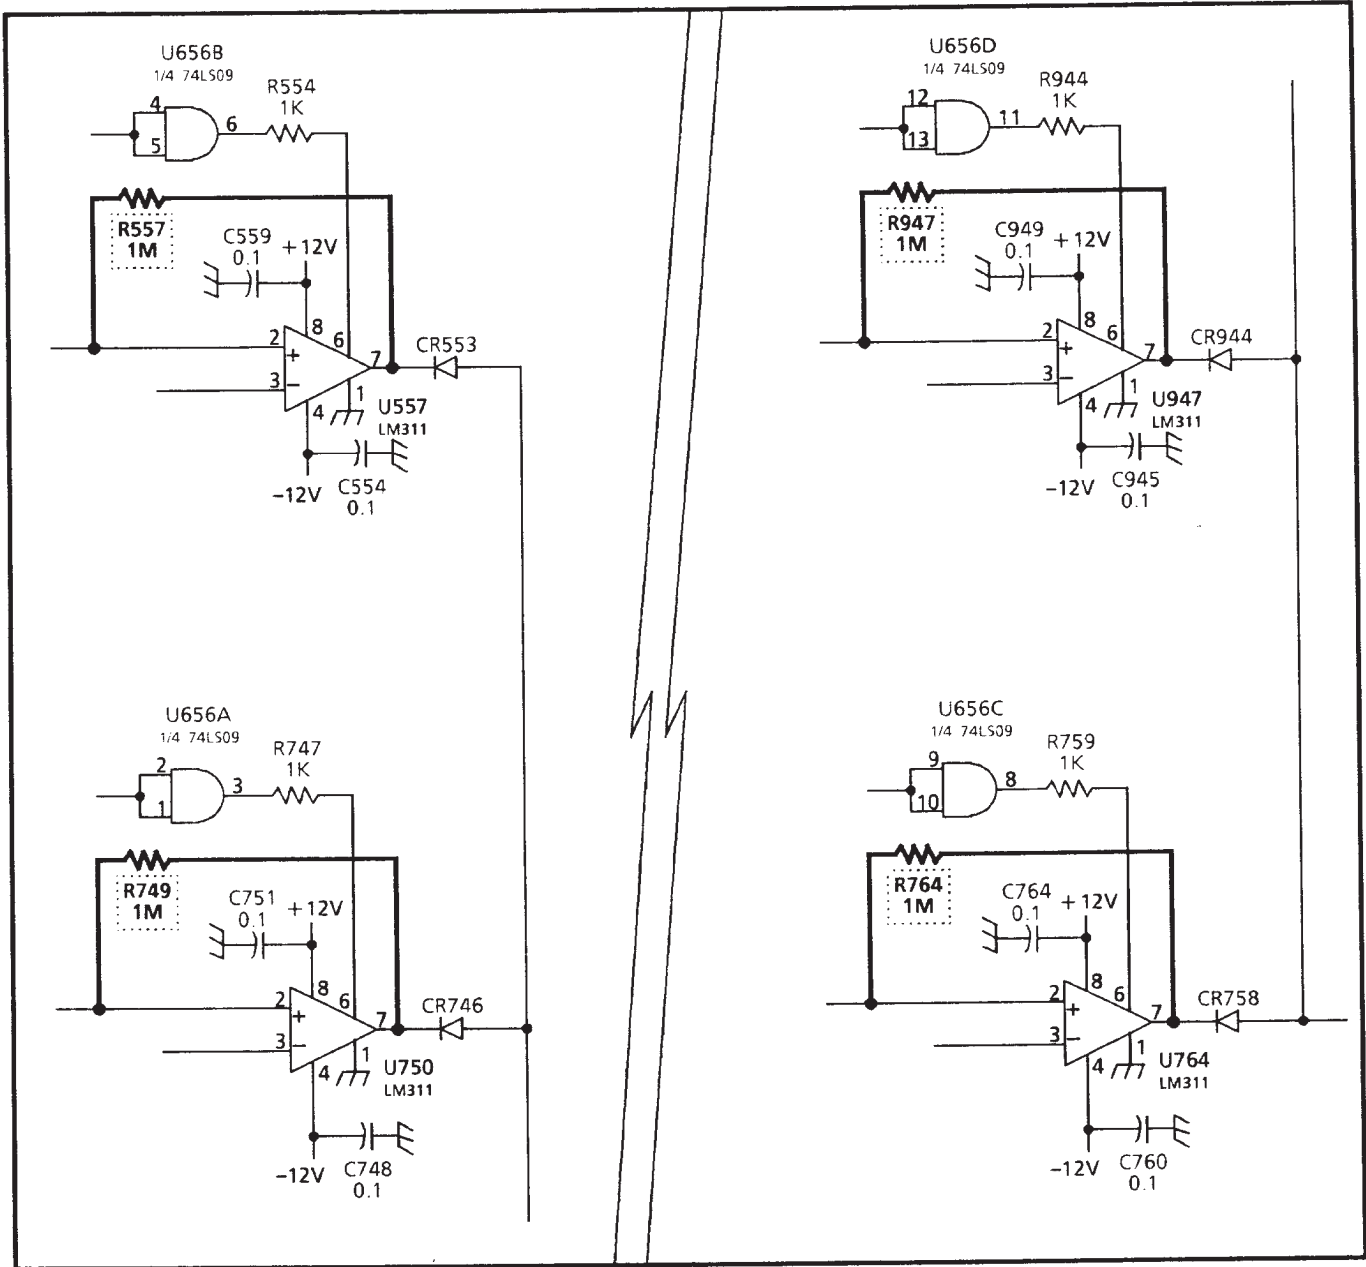 U656B
1/4 74LS09
R554
1K
4
5
6
R557
1M
C559
0.1
+12V
8
6
2
+
7
3
−
1
4
CR553
U557
LM311
C554
0.1
−12V
U656D
1/4 74LS09
R944
1K
12
13
11
R947
1M
C949
0.1
+12V
8
6
2
+
7
3
−
1
4
CR944
U947
LM311
C945
0.1
−12V
U656A
1/4 74LS09
R747
1K
2
1
3
R749
1M
C751
0.1
+12V
8
6
2
+
7
3
−
1
4
CR746
U750
LM311
C748
0.1
−12V
U656C
1/4 74LS09
R759
1K
9
10
8
R764
1M
C764
0.1
+12V
8
6
2
+
7
3
−
1
4
CR758
U764
LM311
C760
0.1
−12V